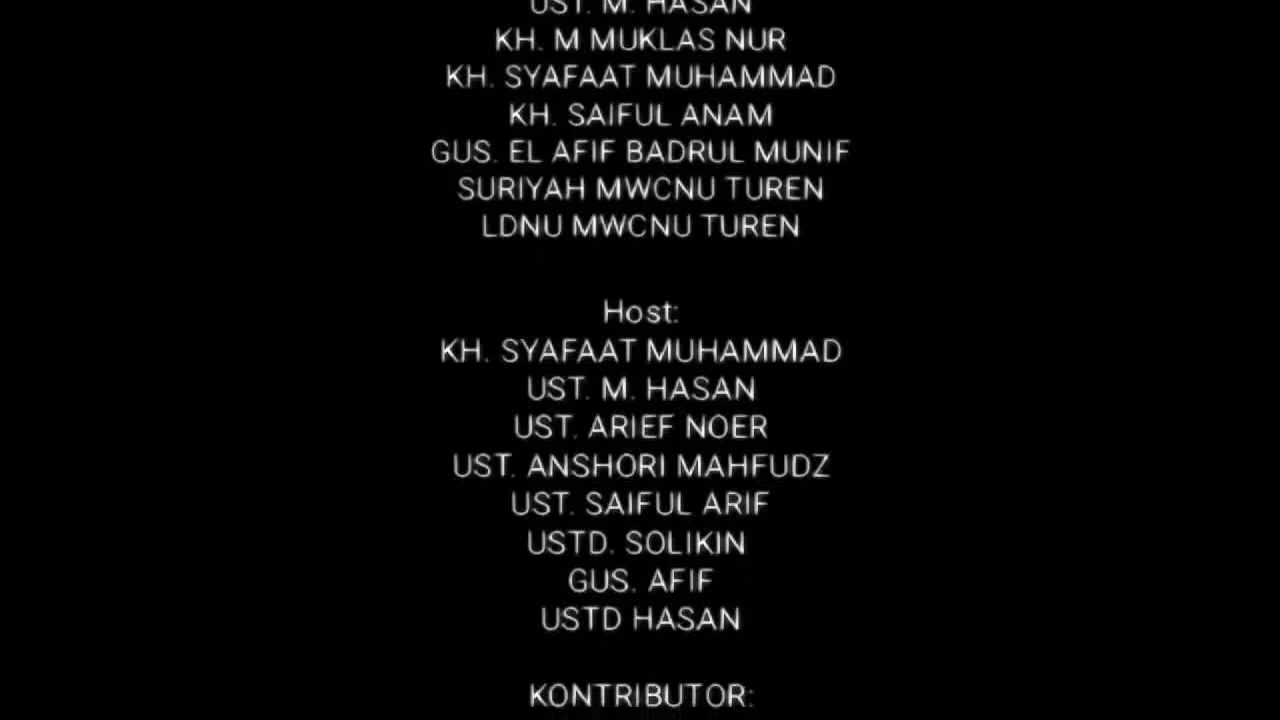 UST. M. HASAN
KH. M MUKLAS NUR
KH. SYAFAAT MUHAMMAD
KH. SAIFUL ANAM
GUS. EL AFIF BADRUL MUNIF
SURIYAH MWCNU TUREN
LDNU MWCNU TUREN
Host:
KH. SYAFAAT MUHAMMAD
UST. M. HASAN
UST. ARIEF NOER
UST. ANSHORI MAHFUDZ
UST. SAIFUL ARIF
USTD. SOLIKIN
GUS. AFIF
USTD HASAN
KONTRIBUTOR: